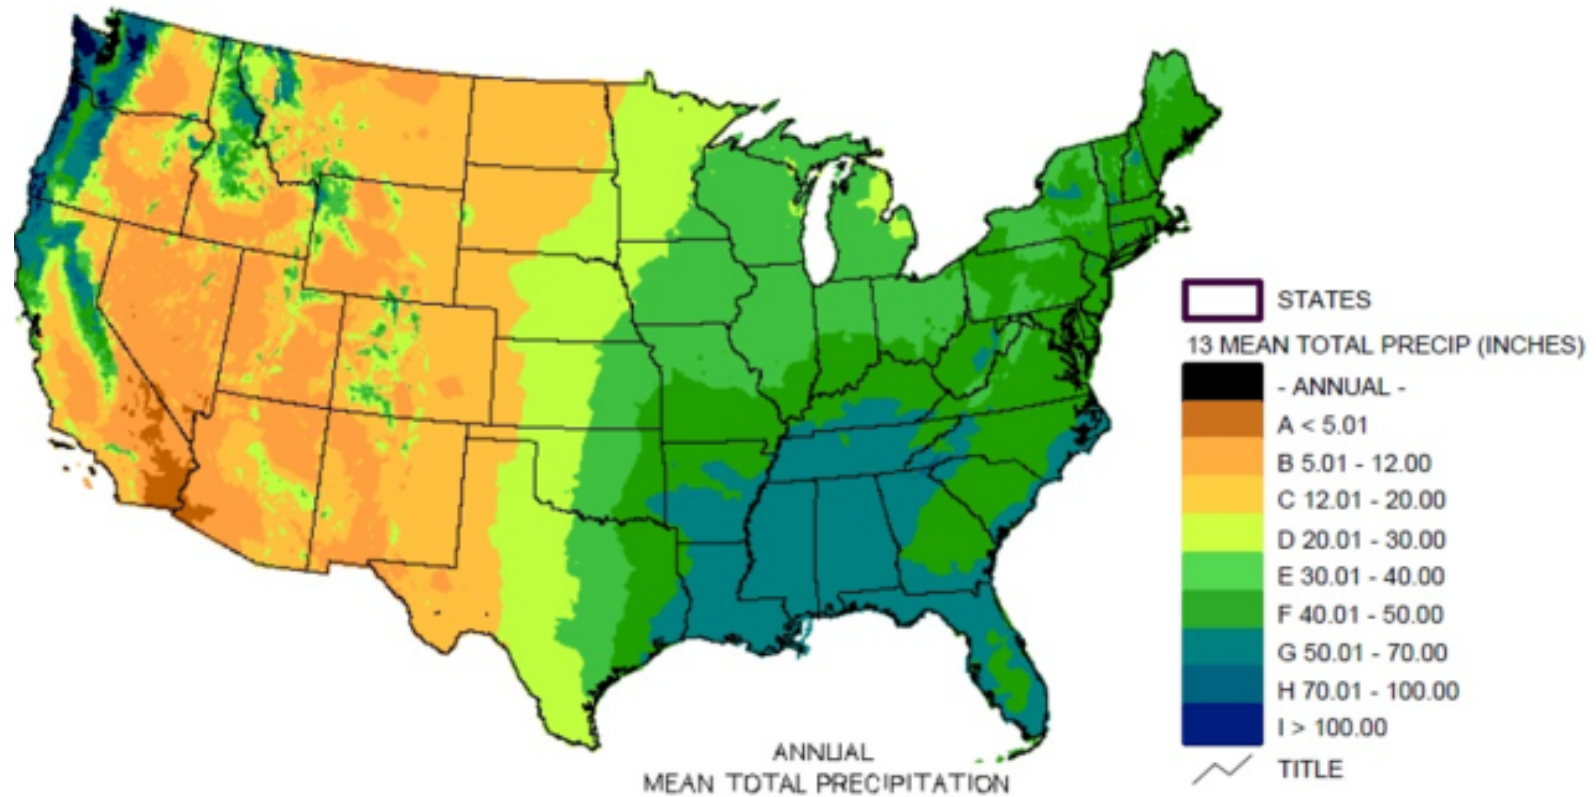 STATES
13 MEAN TOTAL PRECIP (INCHES)
- ANNUAL -
A < 5.01
B 5.01 - 12.00
C 12.01 - 20.00
D 20.01 - 30.00
E 30.01 - 40.00
F 40.01 - 50.00
G 50.01 - 70.00
H 70.01 - 100.00
I > 100.00
TITLE
ANNUAL
MEAN TOTAL PRECIPITATION